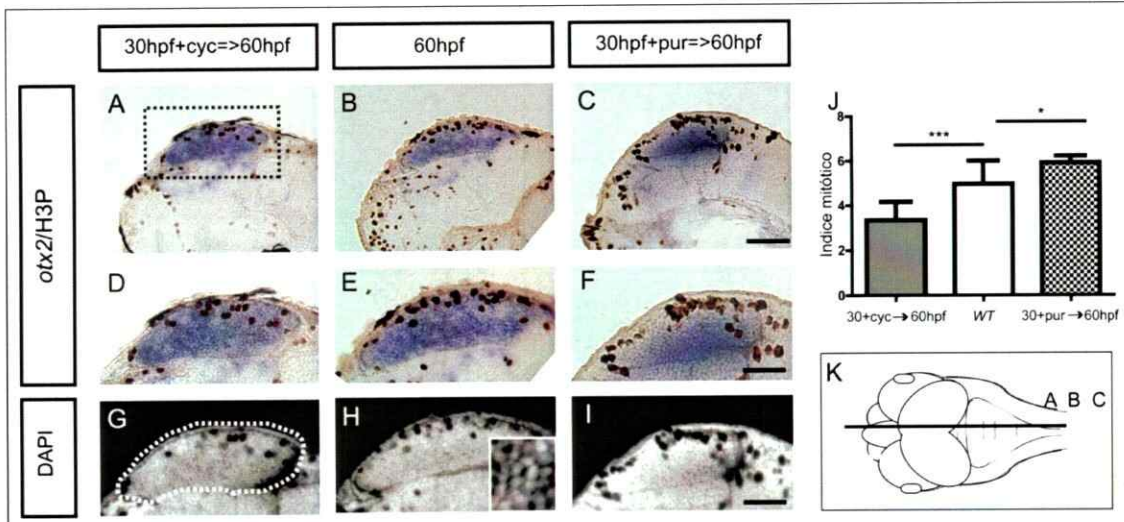 30hpf+cyc=>60hpf
60hpf
30hpf+pur=>60hpf
otx2/H3P
DAPI
A
B
C
D
E
F
G
H
I
J
***
*
Indice mitótico
8
6
4
2
0
30+cyc→60hpf
WT
30+pur→60hpf
K
A B C